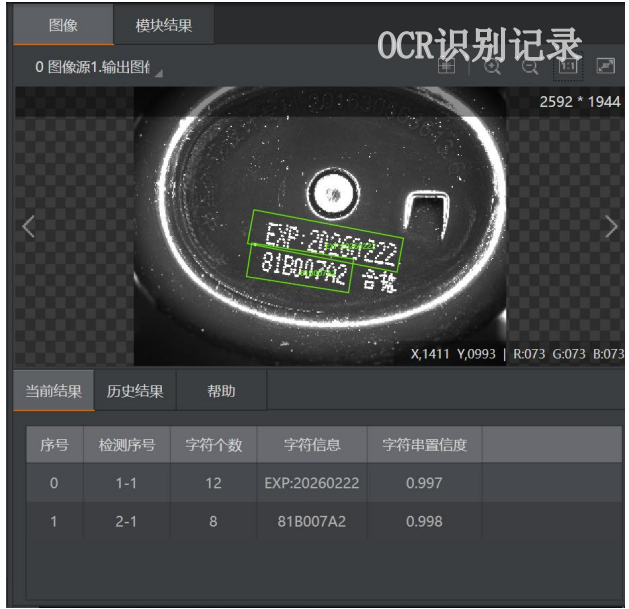 图像 模块结果
OCR识别记录
0 图像源1.输出图像
1:1
2592 * 1944
EXP:20260222
81B007A2 合格
X,1411 Y,0993 | R:073 G:073 B:073
当前结果 历史结果 帮助
序号 检测序号 字符个数 字符信息 字符串置信度
0 1-1 12 EXP:20260222 0.997
1 2-1 8 81B007A2 0.998